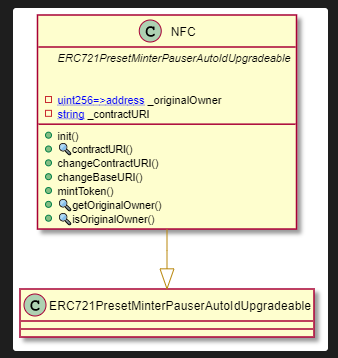 C NFC
ERC721PresetMinterPauserAutoIdUpgradeable
uint256=>address _originalOwner
string _contractURI
init()
contractURI()
changeContractURI()
changeBaseURI()
mintToken()
getOriginalOwner()
isOriginalOwner()
C ERC721PresetMinterPauserAutoIdUpgradeable